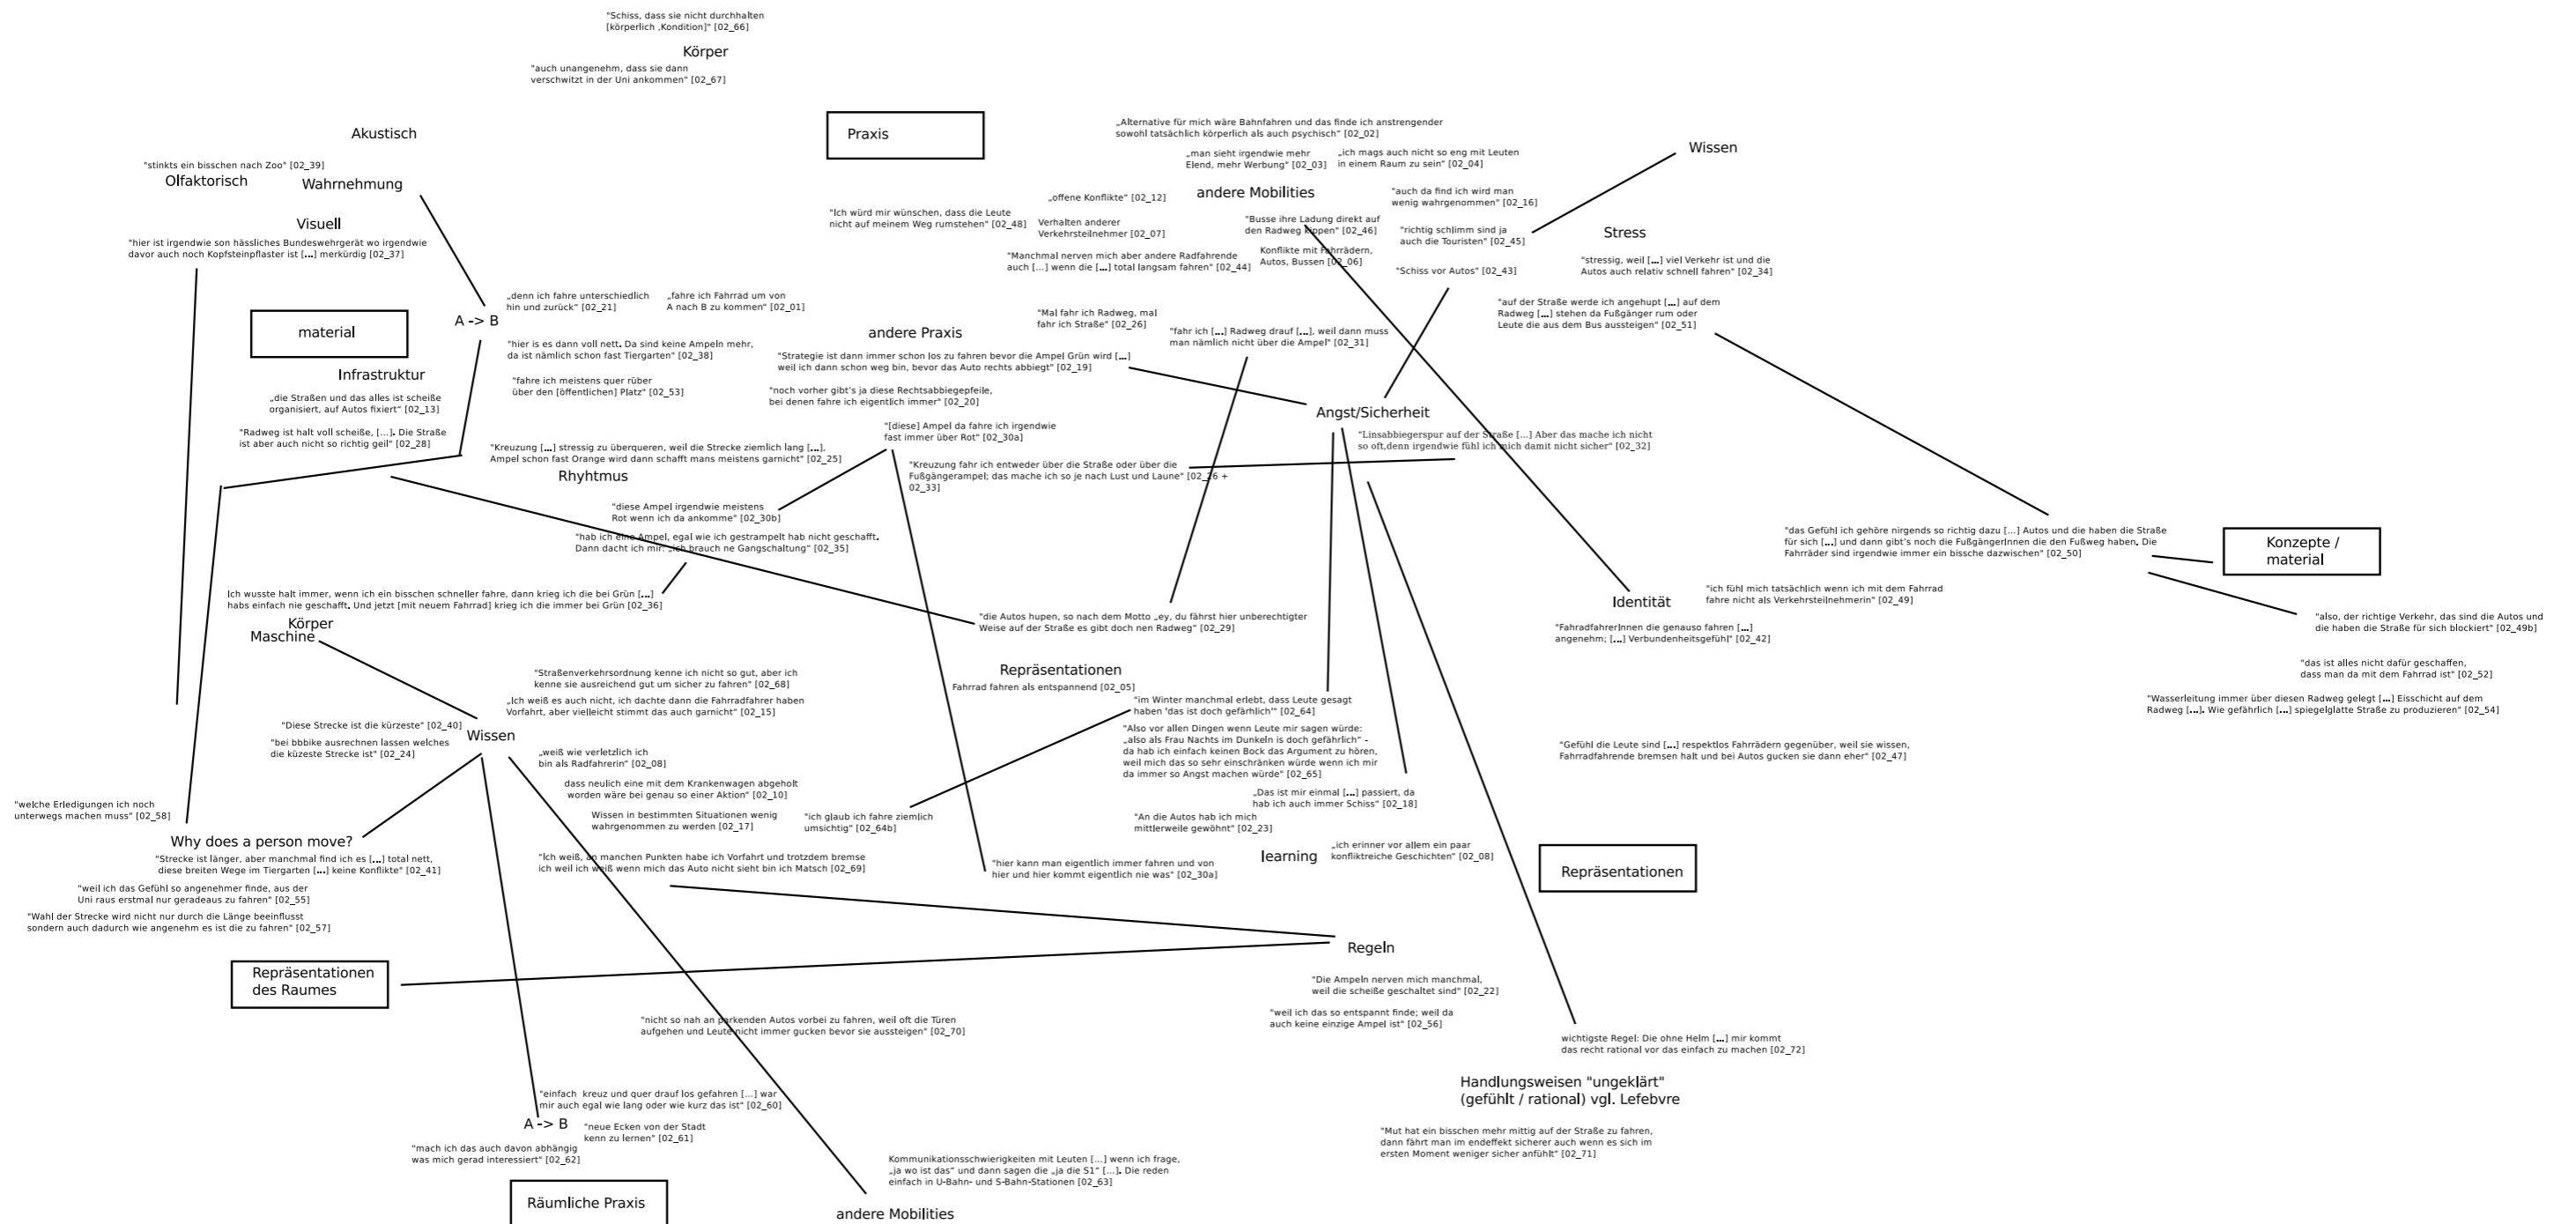 "Schiss, dass sie nicht durchhalten
[körperlich ,Kondition]" [02_66]
Körper
"auch unangenehm, dass sie dann
verschwitzt in der Uni ankommen" [02_67]
Akustisch
"stinkts ein bisschen nach Zoo" [02_39]
Olfaktorisch
Wahrnehmung
Visuell
"hier ist irgendwie son hässliches Bundeswehrgerät wo irgendwie
davor auch noch Kopfsteinpflaster ist [...] merkürdig [02_37]
Praxis
„Alternative für mich wäre Bahnfahren und das finde ich anstrengender
sowohl tatsächlich körperlich als auch psychisch“ [02_02]
„man sieht irgendwie mehr
Elend, mehr Werbung" [02_03]
„ich mags auch nicht so eng mit Leuten
in einem Raum zu sein“ [02_04]
andere Mobilities
„offene Konflikte“ [02_12]
"Ich würd mir wünschen, dass die Leute
nicht auf meinem Weg rumstehen" [02_48]
Verhalten anderer
Verkehrsteilnehmer [02_07]
"Busse ihre Ladung direkt auf
den Radweg kippen" [02_46]
"Manchmal nerven mich aber andere Radfahrende
auch [...] wenn die [...] total langsam fahren" [02_44]
Konflikte mit Fahrrädern,
Autos, Bussen [02_06]
"auch da find ich wird man
wenig wahrgenommen" [02_16]
"richtig schlimm sind ja
auch die Touristen" [02_45]
"Schiss vor Autos" [02_43]
Wissen
Stress
"stressig, weil [...] viel Verkehr ist und die
Autos auch relativ schnell fahren" [02_34]
"auf der Straße werde ich angehupt [...] auf dem
Radweg [...] stehen da Fußgänger rum oder
Leute die aus dem Bus aussteigen" [02_51]
material
A -> B
„denn ich fahre unterschiedlich
hin und zurück“ [02_21]
„fahre ich Fahrrad um von
A nach B zu kommen“ [02_01]
"hier is es dann voll nett. Da sind keine Ampeln mehr,
da ist nämlich schon fast Tiergarten" [02_38]
"fahre ich meistens quer rüber
über den [öffentlichen] Platz" [02_53]
Infrastruktur
„die Straßen und das alles ist scheiße
organisiert, auf Autos fixiert“ [02_13]
"Radweg ist halt voll scheiße, [...]. Die Straße
ist aber auch nicht so richtig geil" [02_28]
andere Praxis
"Mal fahr ich Radweg, mal
fahr ich Straße" [02_26]
"fahr ich [...] Radweg drauf [...], weil dann muss
man nämlich nicht über die Ampel" [02_31]
"Strategie ist dann immer schon los zu fahren bevor die Ampel Grün wird [...]
weil ich dann schon weg bin, bevor das Auto rechts abbiegt" [02_19]
"noch vorher gibt's ja diese Rechtsabbiegepfeile,
bei denen fahre ich eigentlich immer" [02_20]
"[diese] Ampel da fahre ich irgendwie
fast immer über Rot" [02_30a]
"Kreuzung [...] stressig zu überqueren, weil die Strecke ziemlich lang [...],
Ampel schon fast Orange wird dann schafft mans meistens garnicht" [02_25]
Rhyhtmus
"Kreuzung fahr ich entweder über die Straße oder über die
Fußgängerampel; das mache ich so je nach Lust und Laune" [02_26 +
02_33]
Angst/Sicherheit
"Linsabbiegerspur auf der Straße [...] Aber das mache ich nicht
so oft,denn irgendwie fühl ich mich damit nicht sicher" [02_32]
"diese Ampel irgendwie meistens
Rot wenn ich da ankomme" [02_30b]
"hab ich eine Ampel, egal wie ich gestrampelt hab nicht geschafft.
Dann dacht ich mir: „ich brauch ne Gangschaltung“ [02_35]
Ich wusste halt immer, wenn ich ein bisschen schneller fahre, dann krieg ich die bei Grün [...]
habs einfach nie geschafft. Und jetzt [mit neuem Fahrrad] krieg ich die immer bei Grün [02_36]
Körper
Maschine
"die Autos hupen, so nach dem Motto „ey, du fährst hier unberechtigter
Weise auf der Straße es gibt doch nen Radweg“ [02_29]
"das Gefühl ich gehöre nirgends so richtig dazu [...] Autos und die haben die Straße
für sich [...] und dann gibt's noch die FußgängerInnen die den Fußweg haben. Die
Fahrräder sind irgendwie immer ein bissche dazwischen" [02_50]
Konzepte /
material
"ich fühl mich tatsächlich wenn ich mit dem Fahrrad
fahre nicht als Verkehrsteilnehmerin" [02_49]
Identität
"FahradfahrerInnen die genauso fahren [...]
angenehm; [...] Verbundenheitsgefühl" [02_42]
"also, der richtige Verkehr, das sind die Autos und
die haben die Straße für sich blockiert" [02_49b]
"das ist alles nicht dafür geschaffen,
dass man da mit dem Fahrrad ist" [02_52]
"Wasserleitung immer über diesen Radweg gelegt [...] Eisschicht auf dem
Radweg [...]. Wie gefährlich [...] spiegelglatte Straße zu produzieren" [02_54]
"Gefühl die Leute sind [...] respektlos Fahrrädern gegenüber, weil sie wissen,
Fahrradfahrende bremsen halt und bei Autos gucken sie dann eher" [02_47]
Repräsentationen
Fahrrad fahren als entspannend [02_05]
"im Winter manchmal erlebt, dass Leute gesagt
haben 'das ist doch gefährlich'" [02_64]
"Also vor allen Dingen wenn Leute mir sagen würde:
„also als Frau Nachts im Dunkeln is doch gefährlich“ -
da hab ich einfach keinen Bock das Argument zu hören,
weil mich das so sehr einschränken würde wenn ich mir
da immer so Angst machen würde" [02_65]
"Straßenverkehrsordnung kenne ich nicht so gut, aber ich
kenne sie ausreichend gut um sicher zu fahren" [02_68]
„Ich weiß es auch nicht, ich dachte dann die Fahrradfahrer haben
Vorfahrt, aber vielleicht stimmt das auch garnicht“ [02_15]
"Diese Strecke ist die kürzeste" [02_40]
"bei bbbike ausrechnen lassen welches
die küzeste Strecke ist" [02_24]
Wissen
„weiß wie verletzlich ich
bin als Radfahrerin“ [02_08]
dass neulich eine mit dem Krankenwagen abgeholt
worden wäre bei genau so einer Aktion“ [02_10]
Wissen in bestimmten Situationen wenig
wahrgenommen zu werden [02_17]
"ich glaub ich fahre ziemlich
umsichtig" [02_64b]
„Das ist mir einmal [...] passiert, da
hab ich auch immer Schiss“ [02_18]
"An die Autos hab ich mich
mittlerweile gewöhnt" [02_23]
learning
„ich erinner vor allem ein paar
konfliktreiche Geschichten“ [02_08]
"welche Erledigungen ich noch
unterwegs machen muss" [02_58]
Why does a person move?
"Strecke ist länger, aber manchmal find ich es [...] total nett,
diese breiten Wege im Tiergarten [...] keine Konflikte" [02_41]
"weil ich das Gefühl so angenehmer finde, aus der
Uni raus erstmal nur geradeaus zu fahren" [02_55]
"Wahl der Strecke wird nicht nur durch die Länge beeinflusst
sondern auch dadurch wie angenehm es ist die zu fahren" [02_57]
"Ich weiß, an manchen Punkten habe ich Vorfahrt und trotzdem bremse
ich weil ich weiß wenn mich das Auto nicht sieht bin ich Matsch [02_69]
"hier kann man eigentlich immer fahren und von
hier und hier kommt eigentlich nie was" [02_30a]
Repräsentationen
Repräsentationen
des Raumes
Regeln
"Die Ampeln nerven mich manchmal,
weil die scheiße geschaltet sind" [02_22]
"weil ich das so entspannt finde; weil da
auch keine einzige Ampel ist" [02_56]
"nicht so nah an parkenden Autos vorbei zu fahren, weil oft die Türen
aufgehen und Leute nicht immer gucken bevor sie aussteigen" [02_70]
wichtigste Regel: Die ohne Helm [...] mir kommt
das recht rational vor das einfach zu machen [02_72]
Handlungsweisen "ungeklärt"
(gefühlt / rational) vgl. Lefebvre
"Mut hat ein bisschen mehr mittig auf der Straße zu fahren,
dann fährt man im endeffekt sicherer auch wenn es sich im
ersten Moment weniger sicher anfühlt" [02_71]
"einfach kreuz und quer drauf los gefahren [...] war
mir auch egal wie lang oder wie kurz das ist" [02_60]
A -> B
"neue Ecken von der Stadt
kenn zu lernen" [02_61]
"mach ich das auch davon abhängig
was mich gerad interessiert" [02_62]
Räumliche Praxis
Kommunikationsschwierigkeiten mit Leuten [...] wenn ich frage,
„ja wo ist das“ und dann sagen die „ja die S1“ [...]. Die reden
einfach in U-Bahn- und S-Bahn-Stationen [02_63]
andere Mobilities